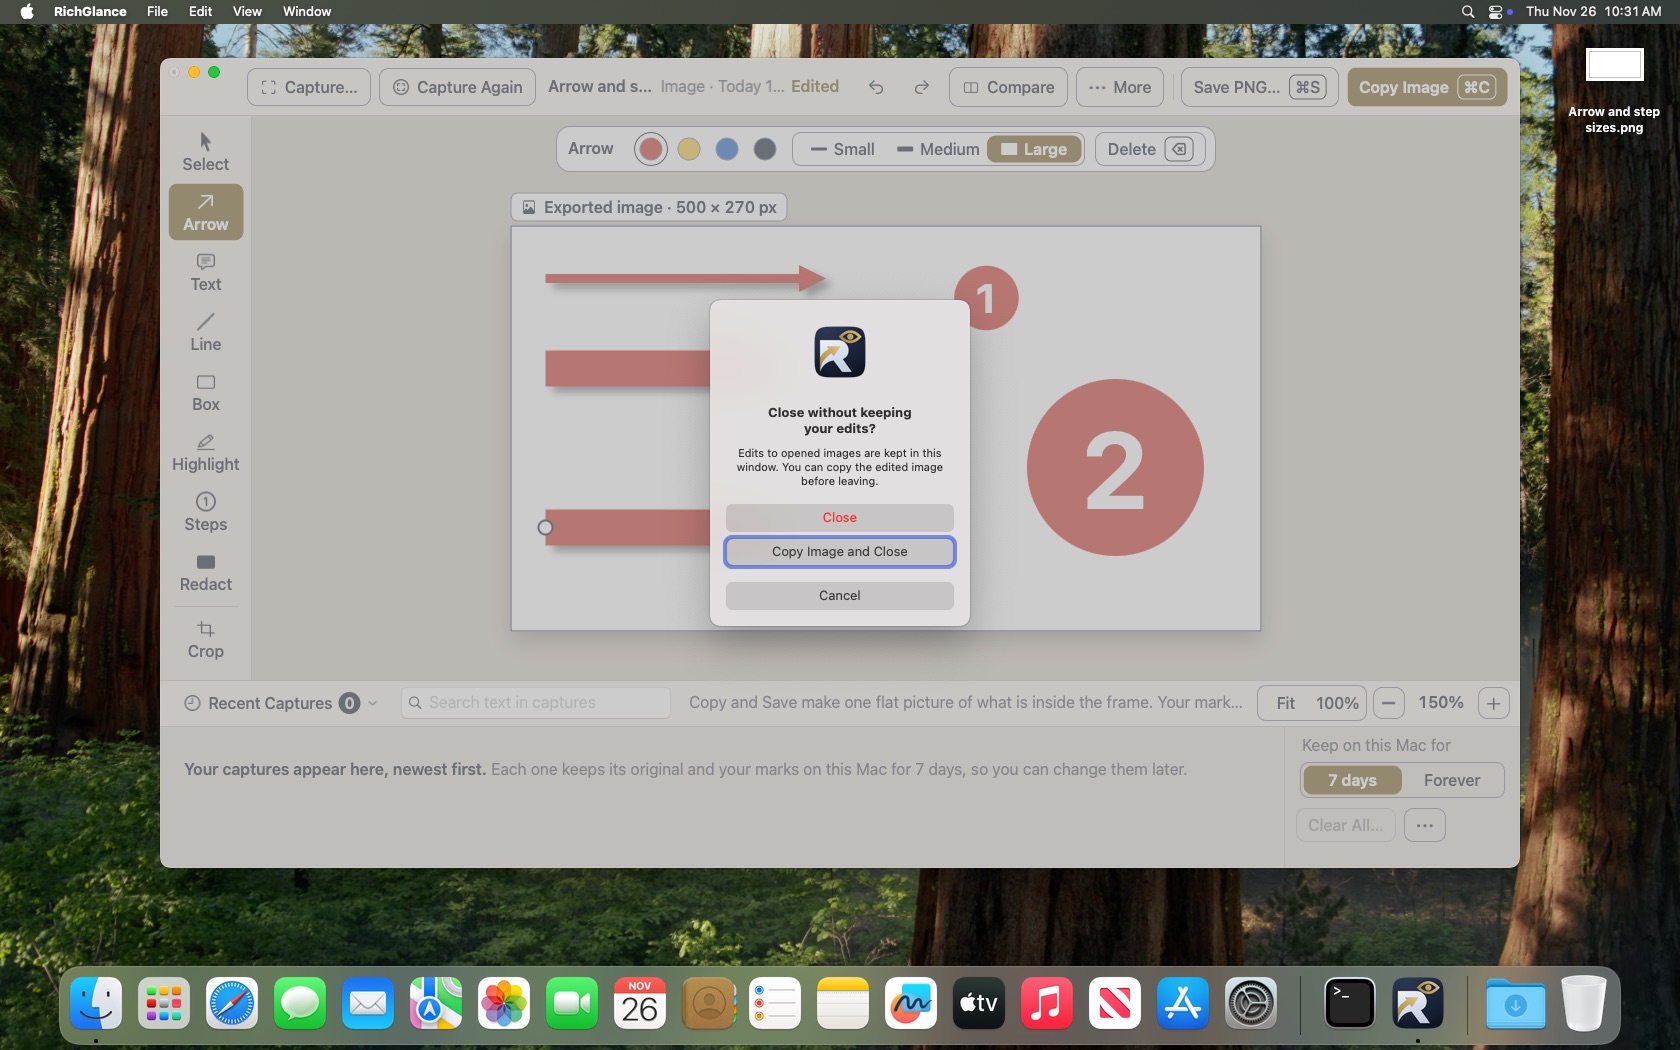 RichGlance File Edit View Window Thu Nov 26 10:31 AM
Capture... Capture Again Arrow and s... Image · Today 1... Edited Compare More Save PNG... ⌘S Copy Image ⌘C
Arrow and step
sizes.png
Arrow Small Medium Large Delete
Select
Arrow
Text
Line
Box
Highlight
1
Steps
Redact
Crop
Exported image · 500 × 270 px
1
2
R
Close without keeping
your edits?
Edits to opened images are kept in this
window. You can copy the edited image
before leaving.
Close
Copy Image and Close
Cancel
Recent Captures 0 Search text in captures Copy and Save make one flat picture of what is inside the frame. Your mark... Fit 100% 150%
Your captures appear here, newest first. Each one keeps its original and your marks on this Mac for 7 days, so you can change them later.
Keep on this Mac for
7 days Forever
Clear All...
NOV
26
tv
>_
R